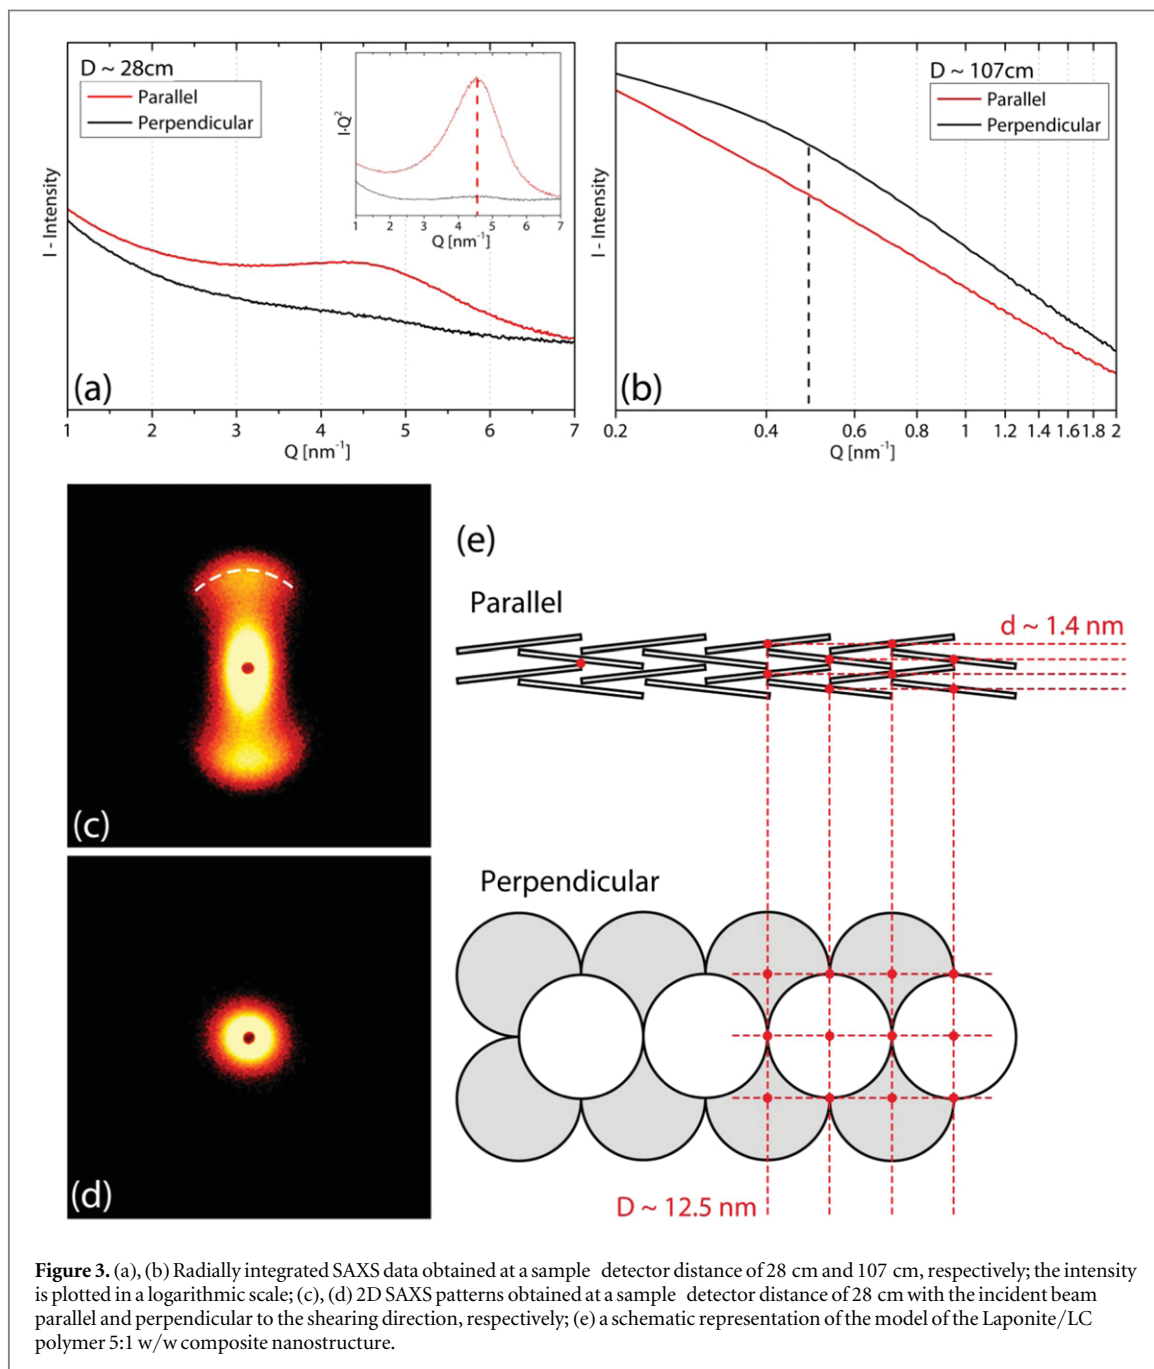 D ~ 28cm
Parallel
Perpendicular
I - Intensity
1 2 3 4 5 6 7
Q [nm⁻¹]
(a)
I·Q²
1 2 3 4 5 6 7
Q [nm⁻¹]
D ~ 107cm
Parallel
Perpendicular
I - Intensity
0.2 0.4 0.6 0.8 1 1.2 1.4 1.6 1.8 2
Q [nm⁻¹]
(b)
(c)
(d)
(e)
Parallel
d ~ 1.4 nm
Perpendicular
D ~ 12.5 nm
Figure 3. (a), (b) Radially integrated SAXS data obtained at a sample detector distance of 28 cm and 107 cm, respectively; the intensity
is plotted in a logarithmic scale; (c), (d) 2D SAXS patterns obtained at a sample detector distance of 28 cm with the incident beam
parallel and perpendicular to the shearing direction, respectively; (e) a schematic representation of the model of the Laponite/LC
polymer 5:1 w/w composite nanostructure.